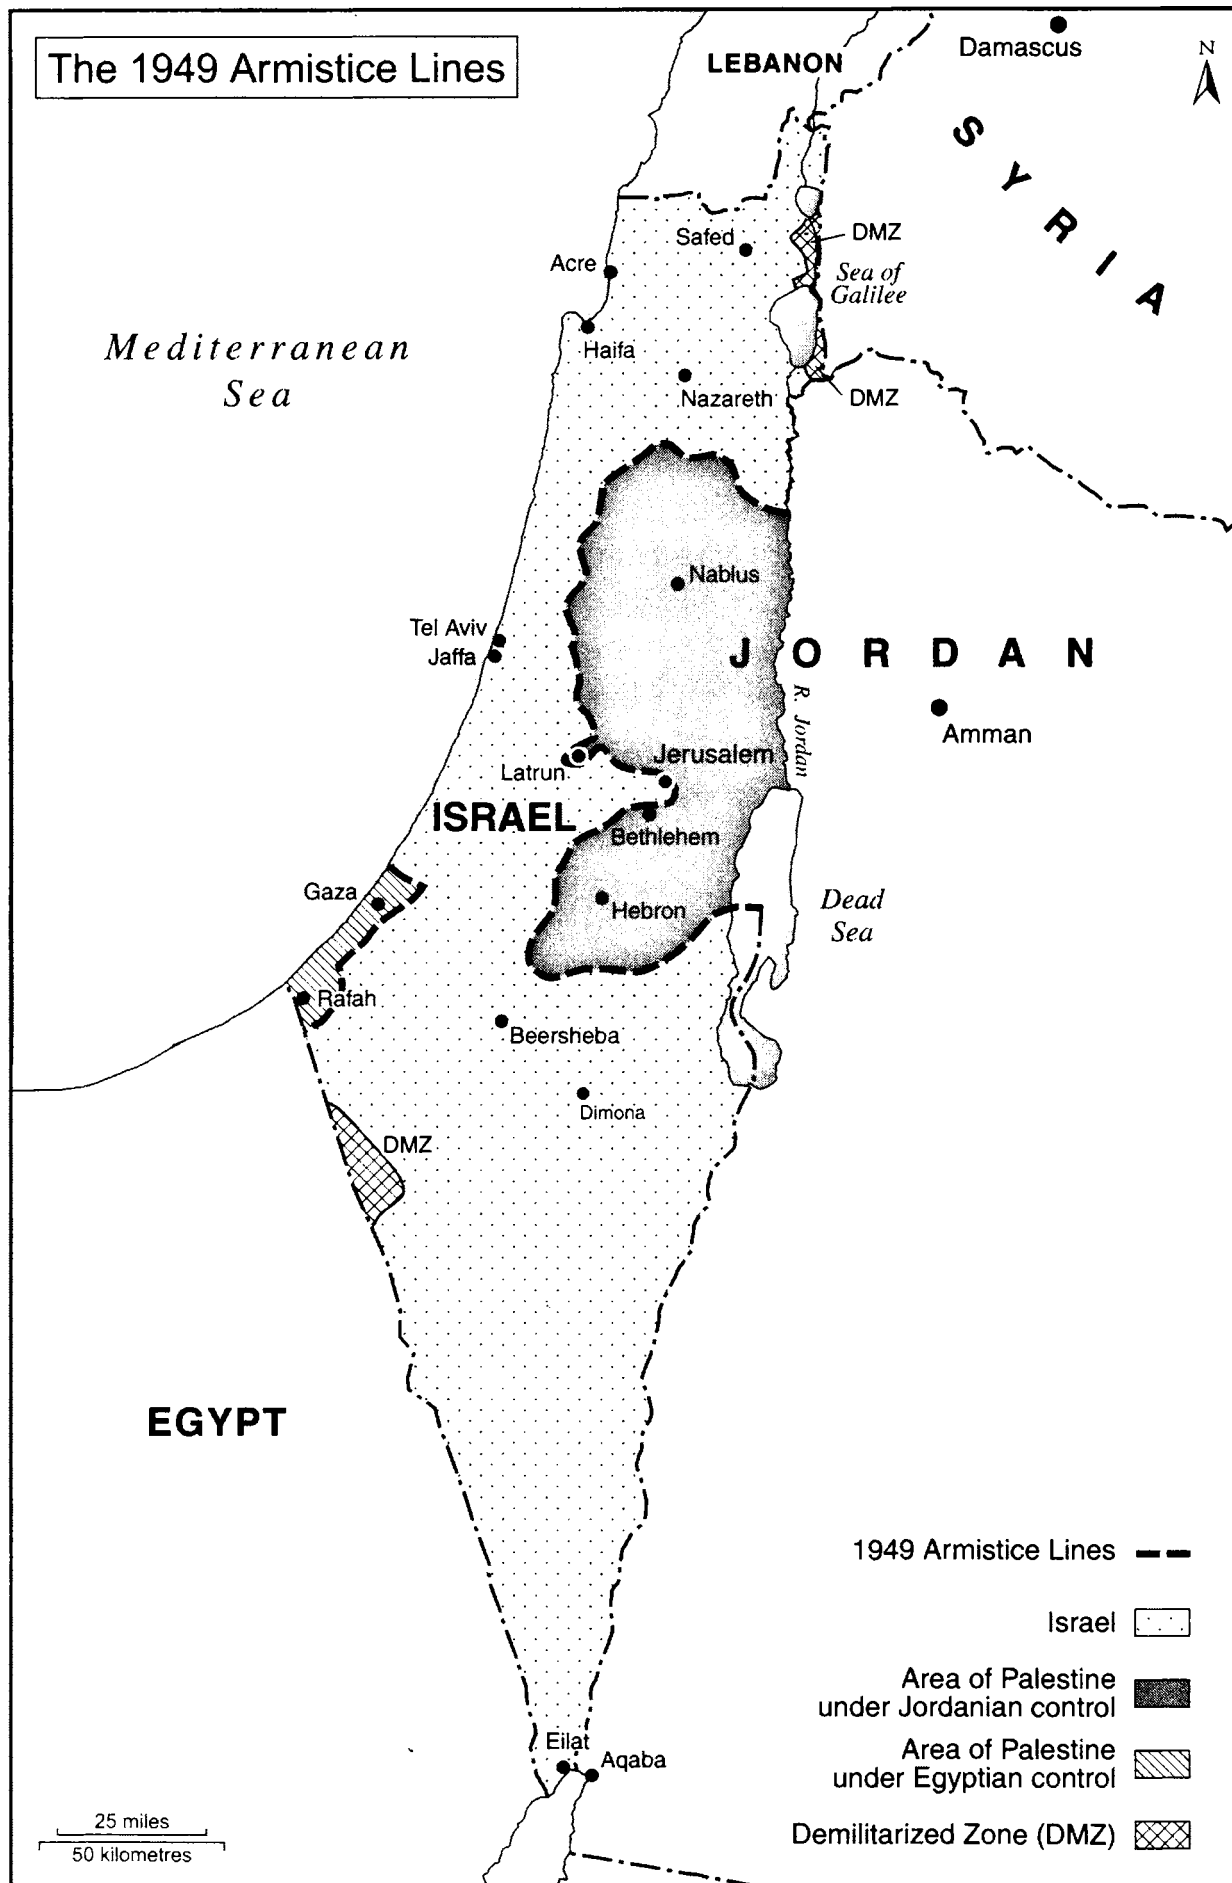 The 1949 Armistice Lines
LEBANON
Damascus
N
SYRIA
Safed
DMZ
Acre
Sea of
Galilee
Mediterranean
Sea
Haifa
Nazareth
DMZ
Nablus
Tel Aviv
Jaffa
JORDAN
R. Jordan
Amman
Jerusalem
Latrun
ISRAEL
Bethlehem
Gaza
Hebron
Dead
Sea
Rafah
Beersheba
Dimona
DMZ
EGYPT
1949 Armistice Lines
Israel
Area of Palestine
under Jordanian control
Eilat
Aqaba
Area of Palestine
under Egyptian control
25 miles
50 kilometres
Demilitarized Zone (DMZ)